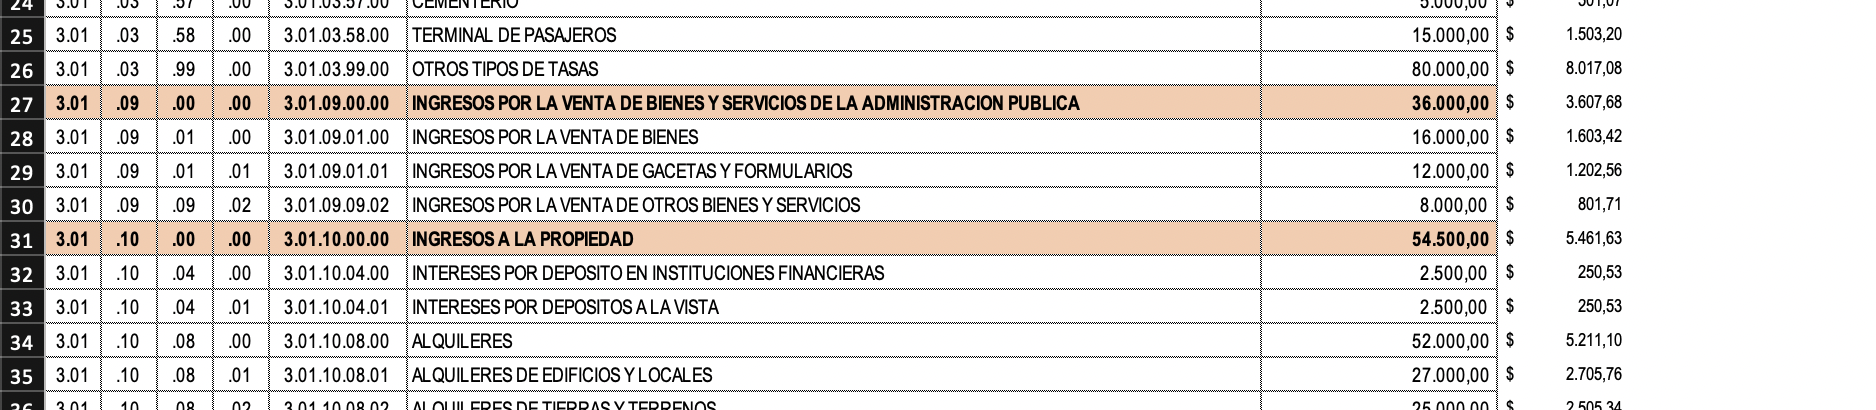 24 3.01 .03 .57 .00 3.01.03.57.00 CEMENTERIO 5.000,00 $ 501,07
25 3.01 .03 .58 .00 3.01.03.58.00 TERMINAL DE PASAJEROS 15.000,00 $ 1.503,20
26 3.01 .03 .99 .00 3.01.03.99.00 OTROS TIPOS DE TASAS 80.000,00 $ 8.017,08
27 3.01 .09 .00 .00 3.01.09.00.00 INGRESOS POR LA VENTA DE BIENES Y SERVICIOS DE LA ADMINISTRACION PUBLICA 36.000,00 $ 3.607,68
28 3.01 .09 .01 .00 3.01.09.01.00 INGRESOS POR LA VENTA DE BIENES 16.000,00 $ 1.603,42
29 3.01 .09 .01 .01 3.01.09.01.01 INGRESOS POR LA VENTA DE GACETAS Y FORMULARIOS 12.000,00 $ 1.202,56
30 3.01 .09 .09 .02 3.01.09.09.02 INGRESOS POR LA VENTA DE OTROS BIENES Y SERVICIOS 8.000,00 $ 801,71
31 3.01 .10 .00 .00 3.01.10.00.00 INGRESOS A LA PROPIEDAD 54.500,00 $ 5.461,63
32 3.01 .10 .04 .00 3.01.10.04.00 INTERESES POR DEPOSITO EN INSTITUCIONES FINANCIERAS 2.500,00 $ 250,53
33 3.01 .10 .04 .01 3.01.10.04.01 INTERESES POR DEPOSITOS A LA VISTA 2.500,00 $ 250,53
34 3.01 .10 .08 .00 3.01.10.08.00 ALQUILERES 52.000,00 $ 5.211,10
35 3.01 .10 .08 .01 3.01.10.08.01 ALQUILERES DE EDIFICIOS Y LOCALES 27.000,00 $ 2.705,76
36 3.01 .10 .08 .02 3.01.10.08.02 ALQUILERES DE TIERRAS Y TERRENOS 25.000,00 $ 2.505,34